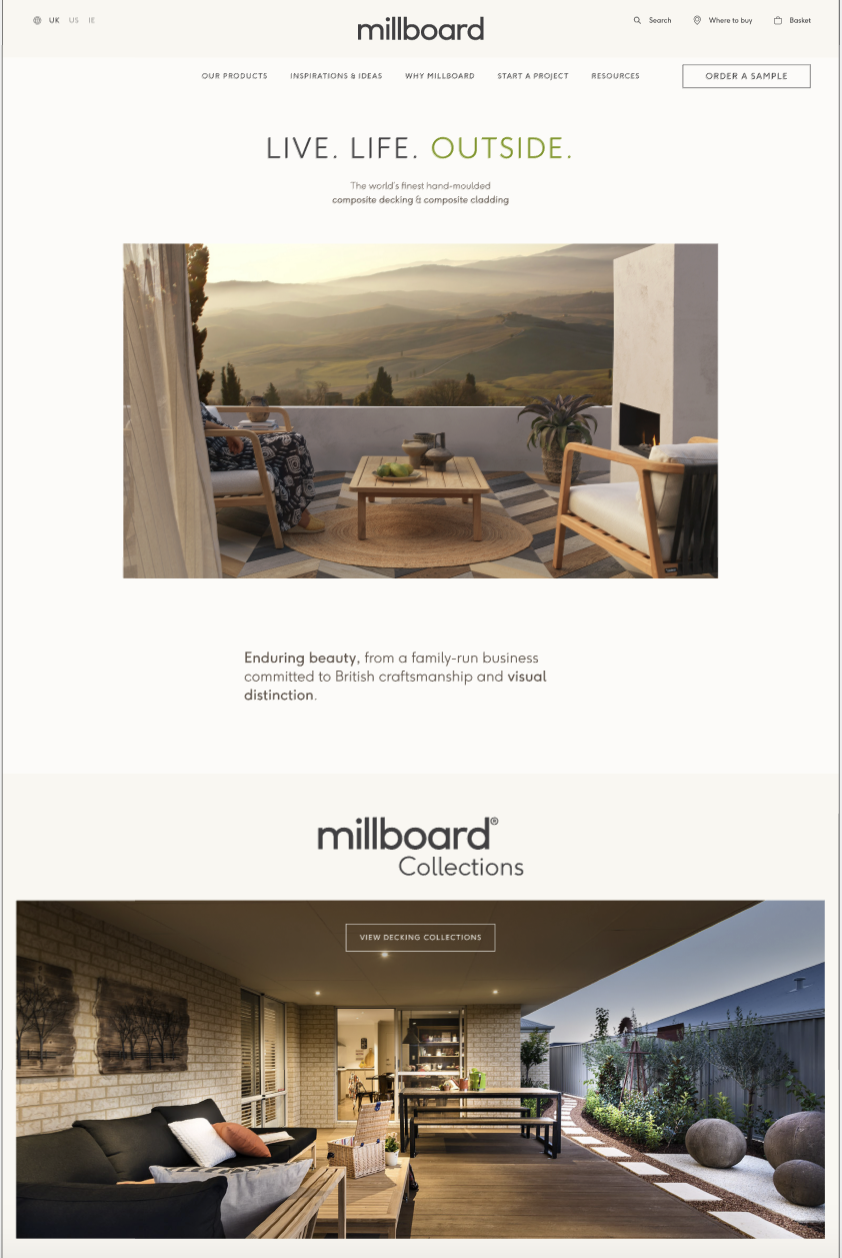 UK US IE
millboard
Search Where to buy Basket
OUR PRODUCTS INSPIRATIONS & IDEAS WHY MILLBOARD START A PROJECT RESOURCES ORDER A SAMPLE
LIVE. LIFE. OUTSIDE.
The world's finest hand-moulded
composite decking & composite cladding
Enduring beauty, from a family-run business
committed to British craftsmanship and visual
distinction.
millboard®
Collections
VIEW DECKING COLLECTIONS